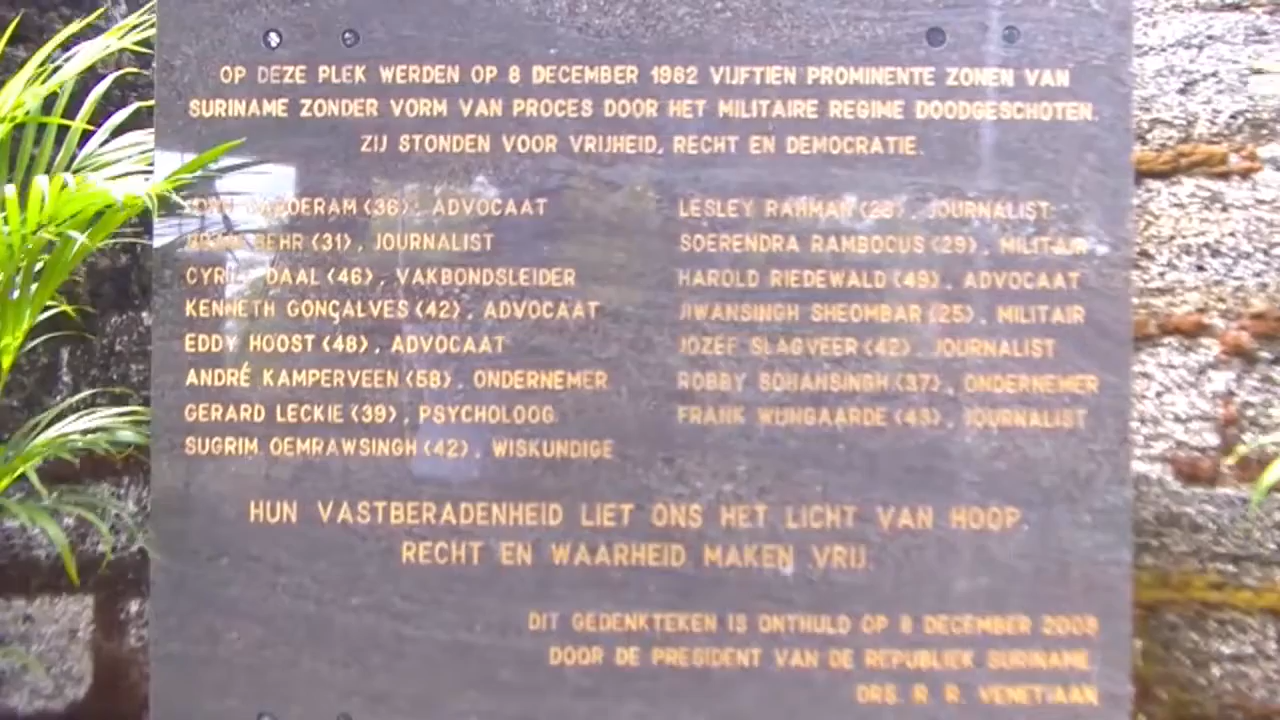 OP DEZE PLEK WERDEN OP 8 DECEMBER 1982 VIJFTIEN PROMINENTE ZONEN VAN
SURINAME ZONDER VORM VAN PROCES DOOR HET MILITAIRE REGIME DOODGESCHOTEN.
ZIJ STONDEN VOOR VRIJHEID, RECHT EN DEMOCRATIE.
(36), ADVOCAAT
BEHR (31), JOURNALIST
CYRILL DAAL (46), VAKBONDSLEIDER
KENNETH GONÇALVES (42), ADVOCAAT
EDDY HOOST (48), ADVOCAAT
ANDRÉ KAMPERVEEN (58), ONDERNEMER
GERARD LECKIE (39), PSYCHOLOOG
SUGRIM OEMRAWSINGH (42), WISKUNDIGE
LESLEY RAHMAN (28), JOURNALIST
SOERENDRA RAMBOCUS (29), MILITAIR
HAROLD RIEDEWALD (49), ADVOCAAT
JIWANSINGH SHEOMBAR (25), MILITAIR
JOZEF SLAGVEER (42), JOURNALIST
ROBBY SOHANSINGH (37), ONDERNEMER
FRANK WIJNGAARDE (43), JOURNALIST
HUN VASTBERADENHEID LIET ONS HET LICHT VAN HOOP.
RECHT EN WAARHEID MAKEN VRIJ.
DIT GEDENKTEKEN IS ONTHULD OP 8 DECEMBER
DOOR DE PRESIDENT VAN DE REPUBLIEK SURINAME
DRS. R. R. VENETIAAN